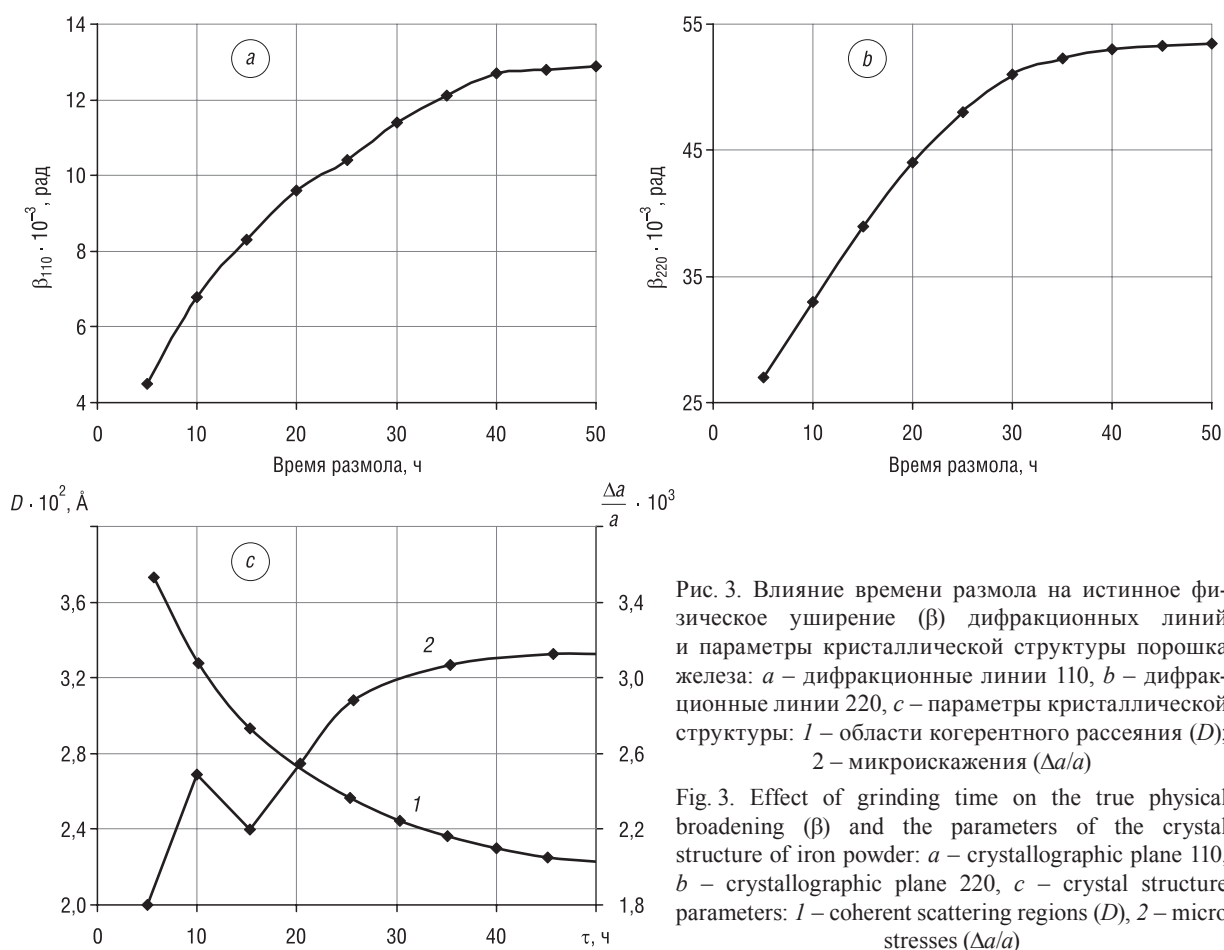 14
12
10
8
6
4
0
10
20
30
40
50
β110 · 10–3, рад
Время размола, ч
a
55
45
35
25
0
10
20
30
40
50
β220 · 10–3, рад
Время размола, ч
b
D · 10², Å
Δa/a · 10³
c
3,6
3,2
2,8
2,4
2,0
3,4
3,0
2,6
2,2
1,8
2
1
0
10
20
30
40
τ, ч
Рис. 3. Влияние времени размола на истинное фи-
зическое уширение (β) дифракционных линий
и параметры кристаллической структуры порошка
железа: a – дифракционные линии 110, b – дифрак-
ционные линии 220, c – параметры кристаллической
структуры: 1 – области когерентного рассеяния (D);
2 – микроискажения (Δa/a)
Fig. 3. Effect of grinding time on the true physical
broadening (β) and the parameters of the crystal
structure of iron powder: a – crystallographic plane 110,
b – crystallographic plane 220, c – crystal structure
parameters: 1 – coherent scattering regions (D), 2 – micro
stresses (Δa/a)